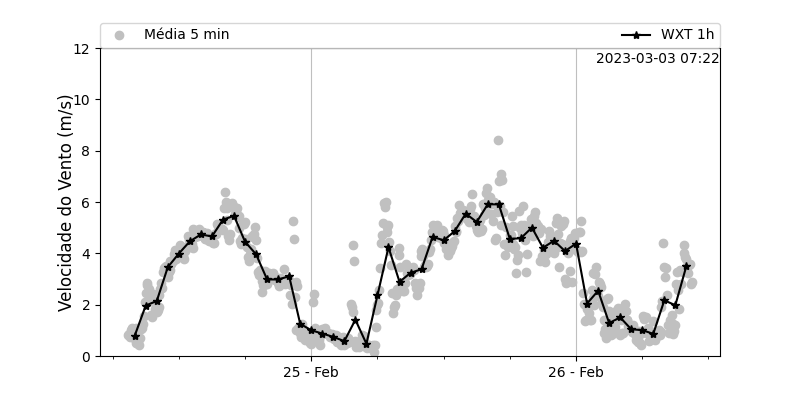 Média 5 min
WXT 1h
2023-03-03 07:22
Velocidade do Vento (m/s)
12
10
8
6
4
2
0
25 - Feb
26 - Feb